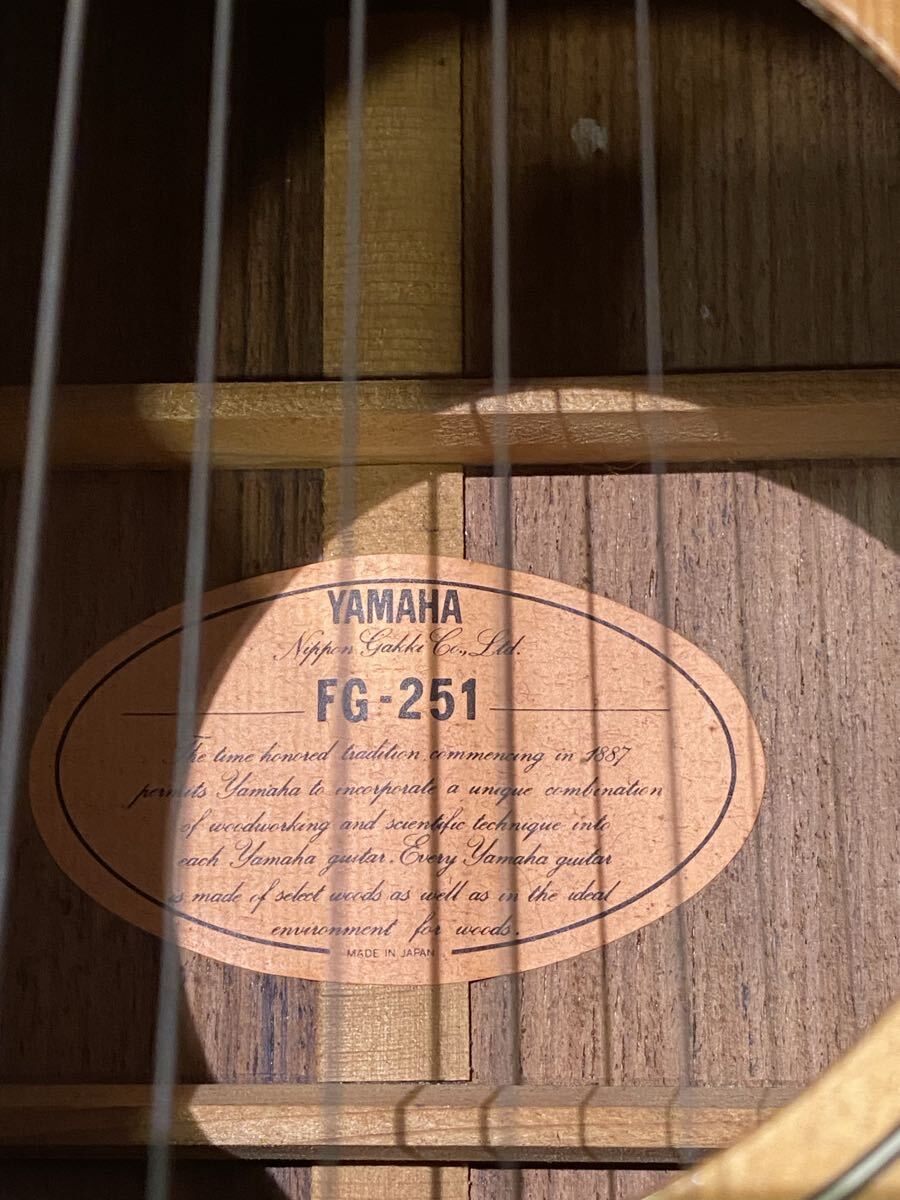 YAMAHA
Nippon Gakki Co., Ltd.
FG-251
The time honored tradition commencing in 1887
permits Yamaha to incorporate a unique combination
of woodworking and scientific technique into
each Yamaha guitar. Every Yamaha guitar
is made of select woods as well as in the ideal
environment for woods.
MADE IN JAPAN